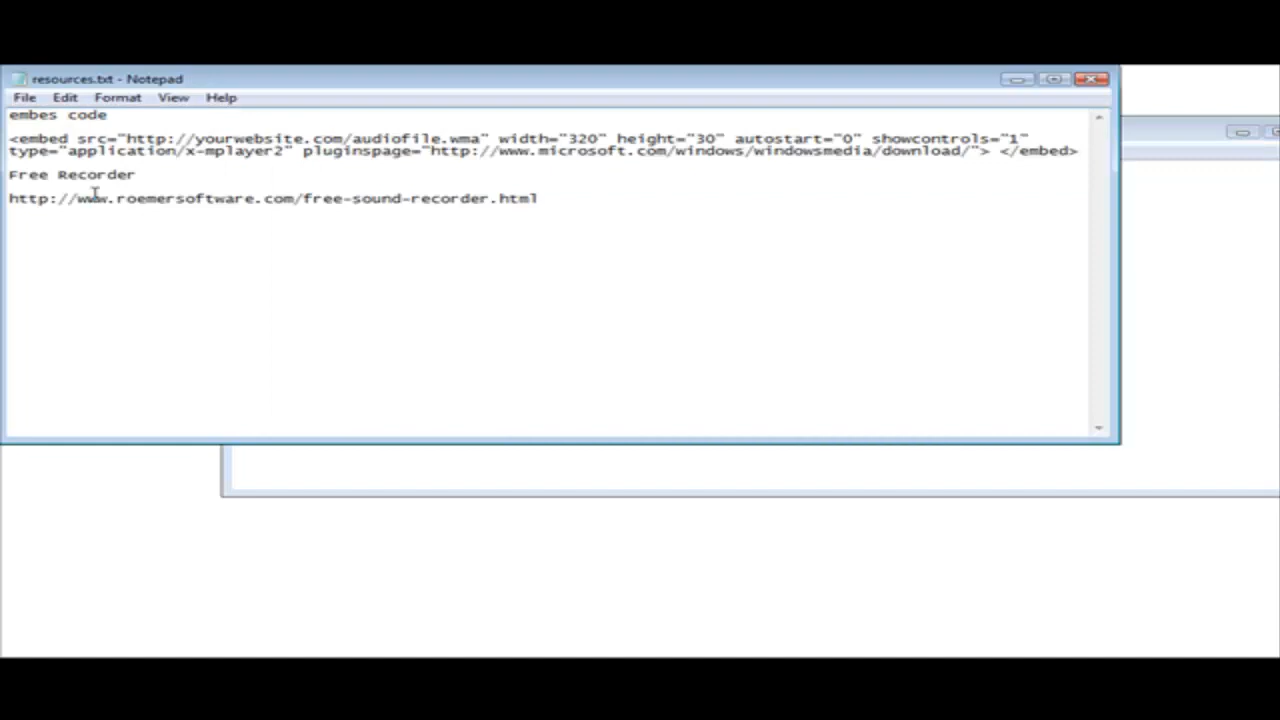 resources.txt - Notepad
File Edit Format View Help
embes code
<embed src="http://yourwebsite.com/audiofile.wma" width="320" height="30" autostart="0" showcontrols="1"
type="application/x-mplayer2" pluginspage="http://www.microsoft.com/windows/windowsmedia/download/"> </embed>
Free Recorder
http://www.roemersoftware.com/free-sound-recorder.html